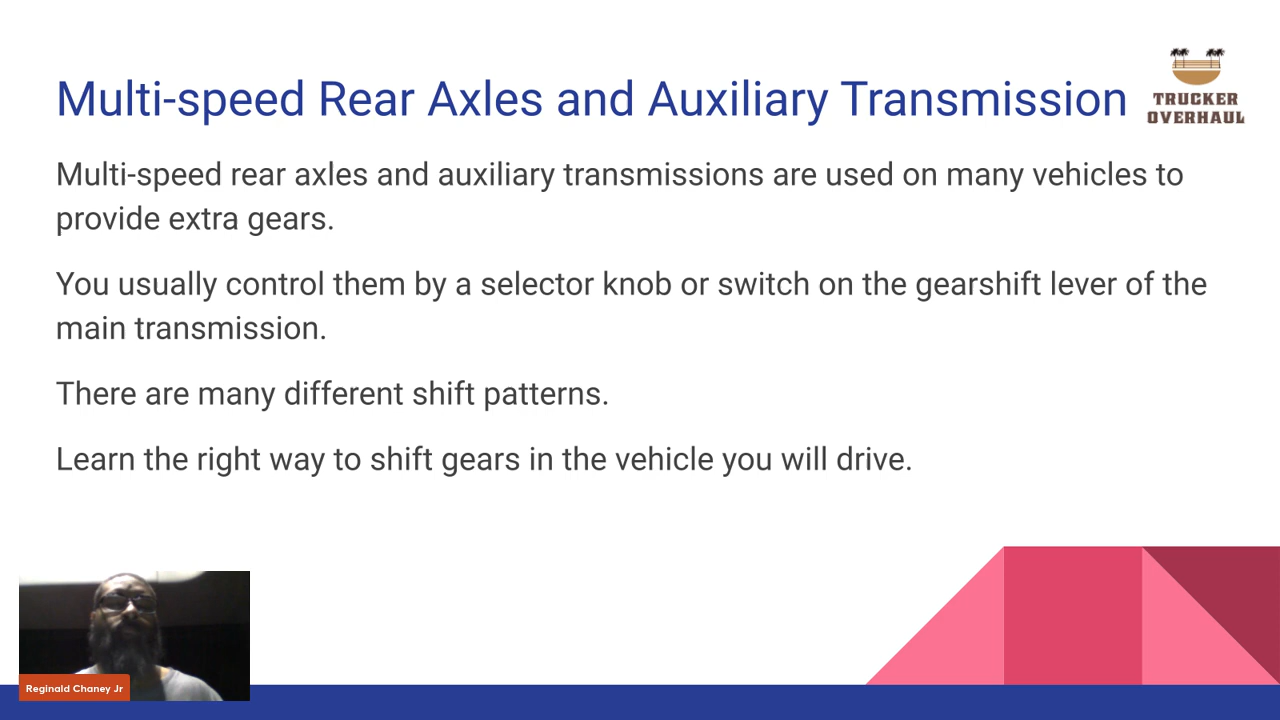 Multi-speed Rear Axles and Auxiliary Transmission
TRUCKER
OVERHAUL
Multi-speed rear axles and auxiliary transmissions are used on many vehicles to
provide extra gears.
You usually control them by a selector knob or switch on the gearshift lever of the
main transmission.
There are many different shift patterns.
Learn the right way to shift gears in the vehicle you will drive.
Reginald Chaney Jr